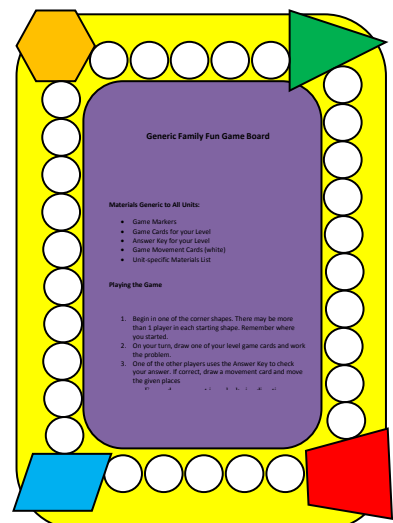 Generic Family Fun Game Board
Materials Generic to All Units:
• Game Markers
• Game Cards for your Level
• Answer Key for your Level
• Game Movement Cards (white)
• Unit-specific Materials List
Playing the Game
1. Begin in one of the corner shapes. There may be more
than 1 player in each starting shape. Remember where
you started.
2. On your turn, draw one of your level game cards and work
the problem.
3. One of the other players uses the Answer Key to check
your answer. If correct, draw a movement card and move
the given places